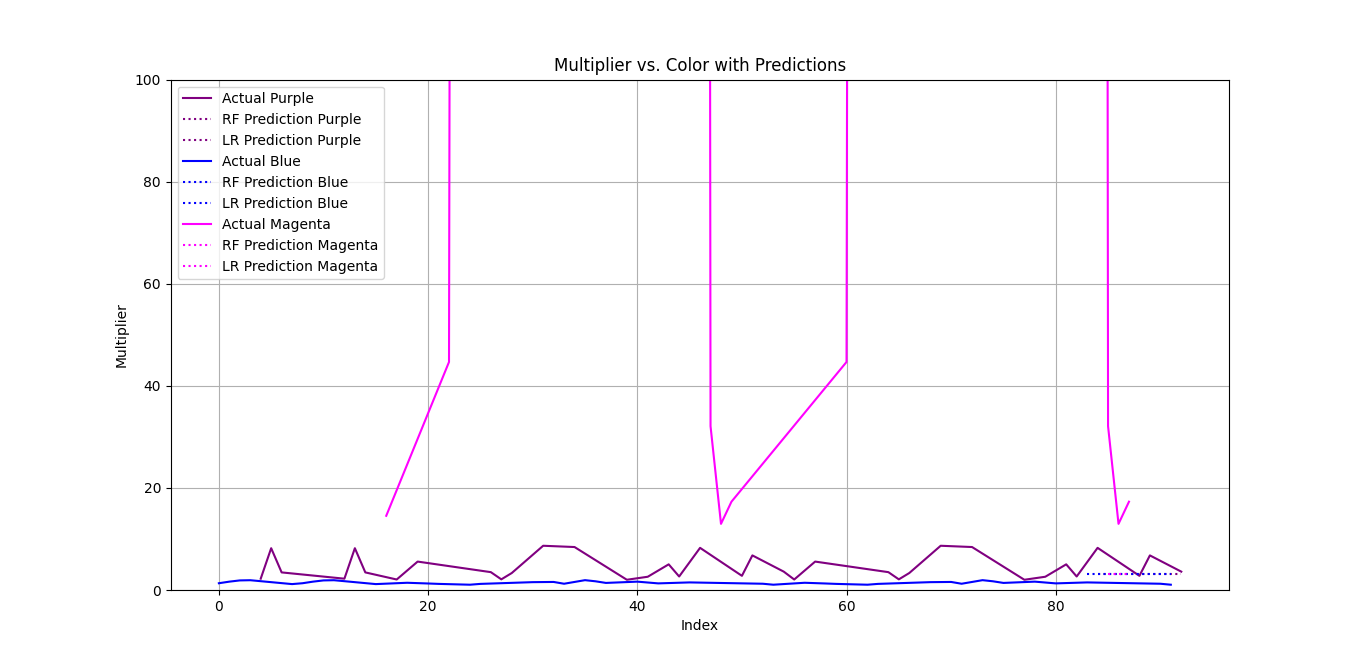 Multiplier vs. Color with Predictions
100
80
60
40
20
0
Multiplier
Actual Purple
RF Prediction Purple
LR Prediction Purple
Actual Blue
RF Prediction Blue
LR Prediction Blue
Actual Magenta
RF Prediction Magenta
LR Prediction Magenta
0 20 40 60 80
Index